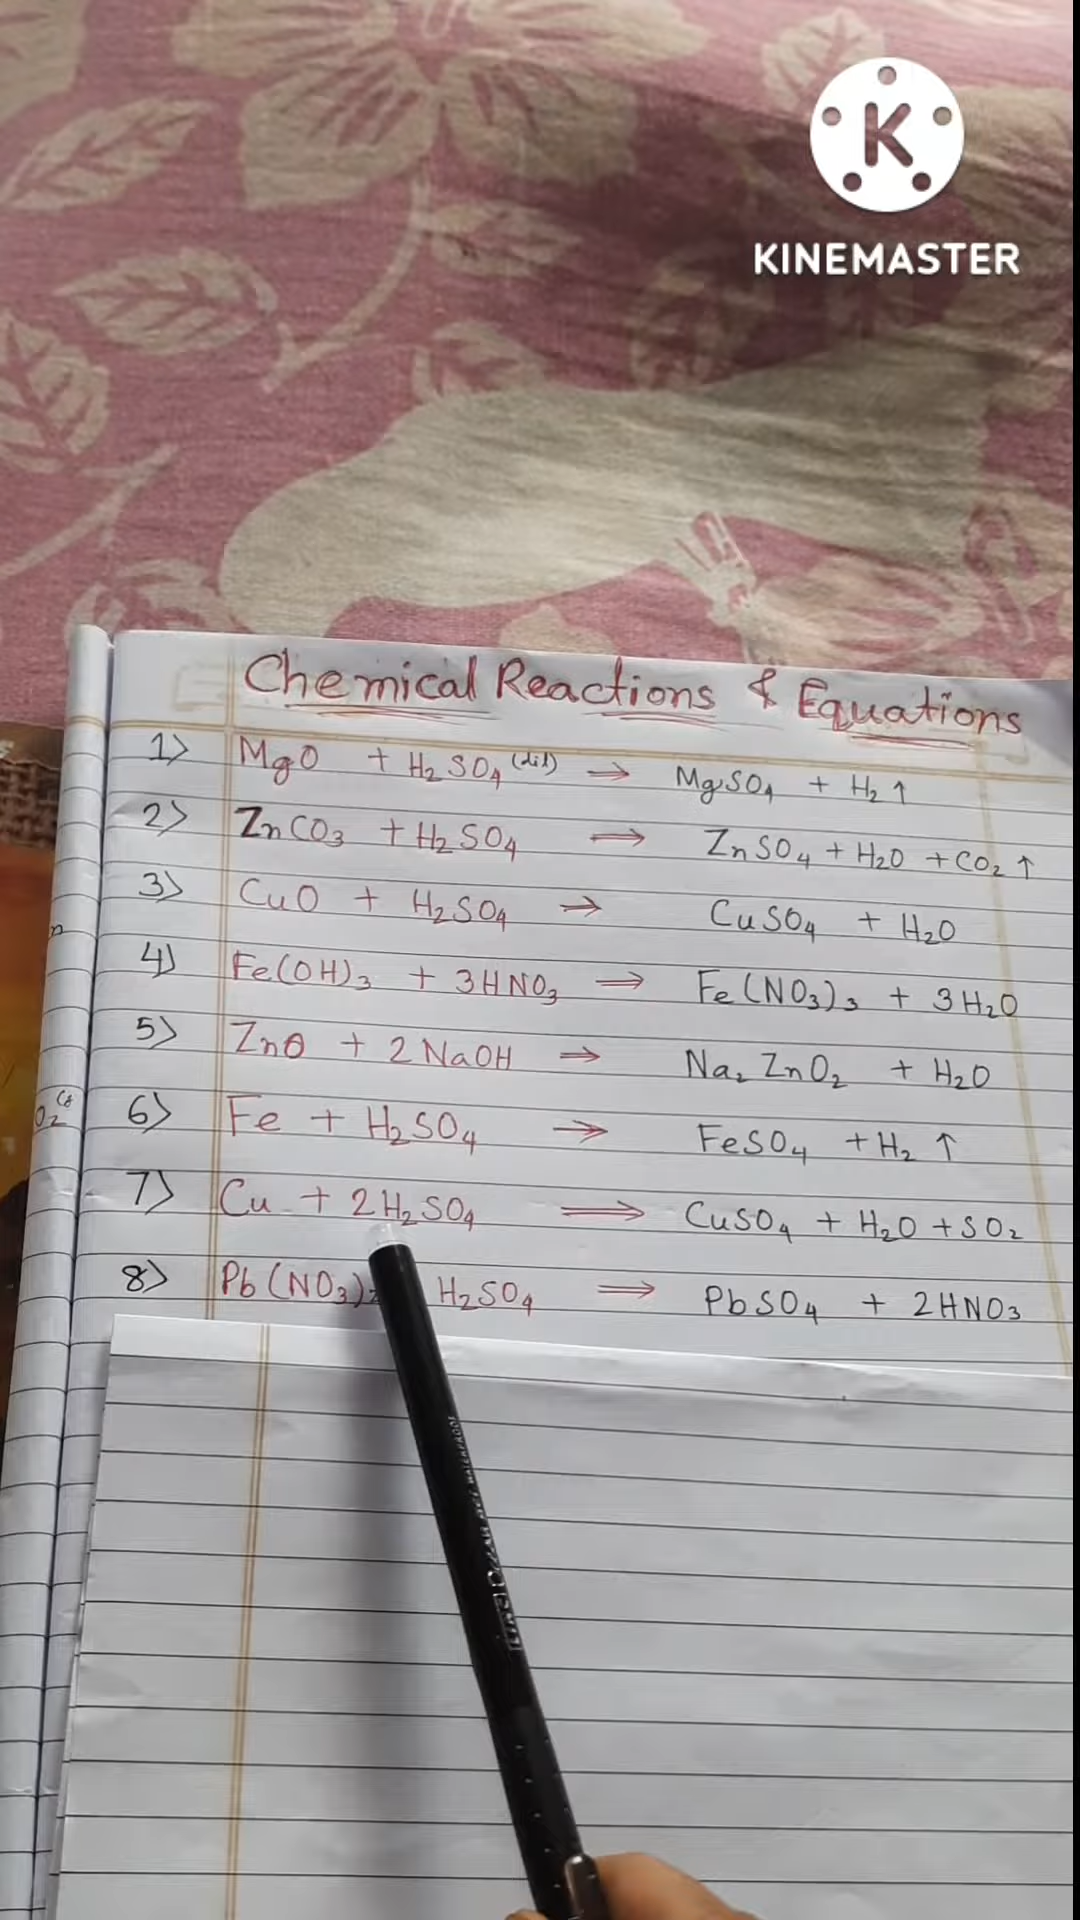 K
KINEMASTER
Chemical Reactions & Equations
1) MgO + H₂SO₄ (dil) → MgSO₄ + H₂ ↑
2) ZnCO₃ + H₂SO₄ ⇒ ZnSO₄ + H₂O + CO₂ ↑
3) CuO + H₂SO₄ ⇒ CuSO₄ + H₂O
4) Fe(OH)₃ + 3HNO₃ ⇒ Fe(NO₃)₃ + 3H₂O
5) ZnO + 2NaOH ⇒ Na₂ZnO₂ + H₂O
6) Fe + H₂SO₄ ⇒ FeSO₄ + H₂ ↑
7) Cu + 2H₂SO₄ ⇒ CuSO₄ + H₂O + SO₂
8) Pb(NO₃)₂ H₂SO₄ ⇒ PbSO₄ + 2HNO₃